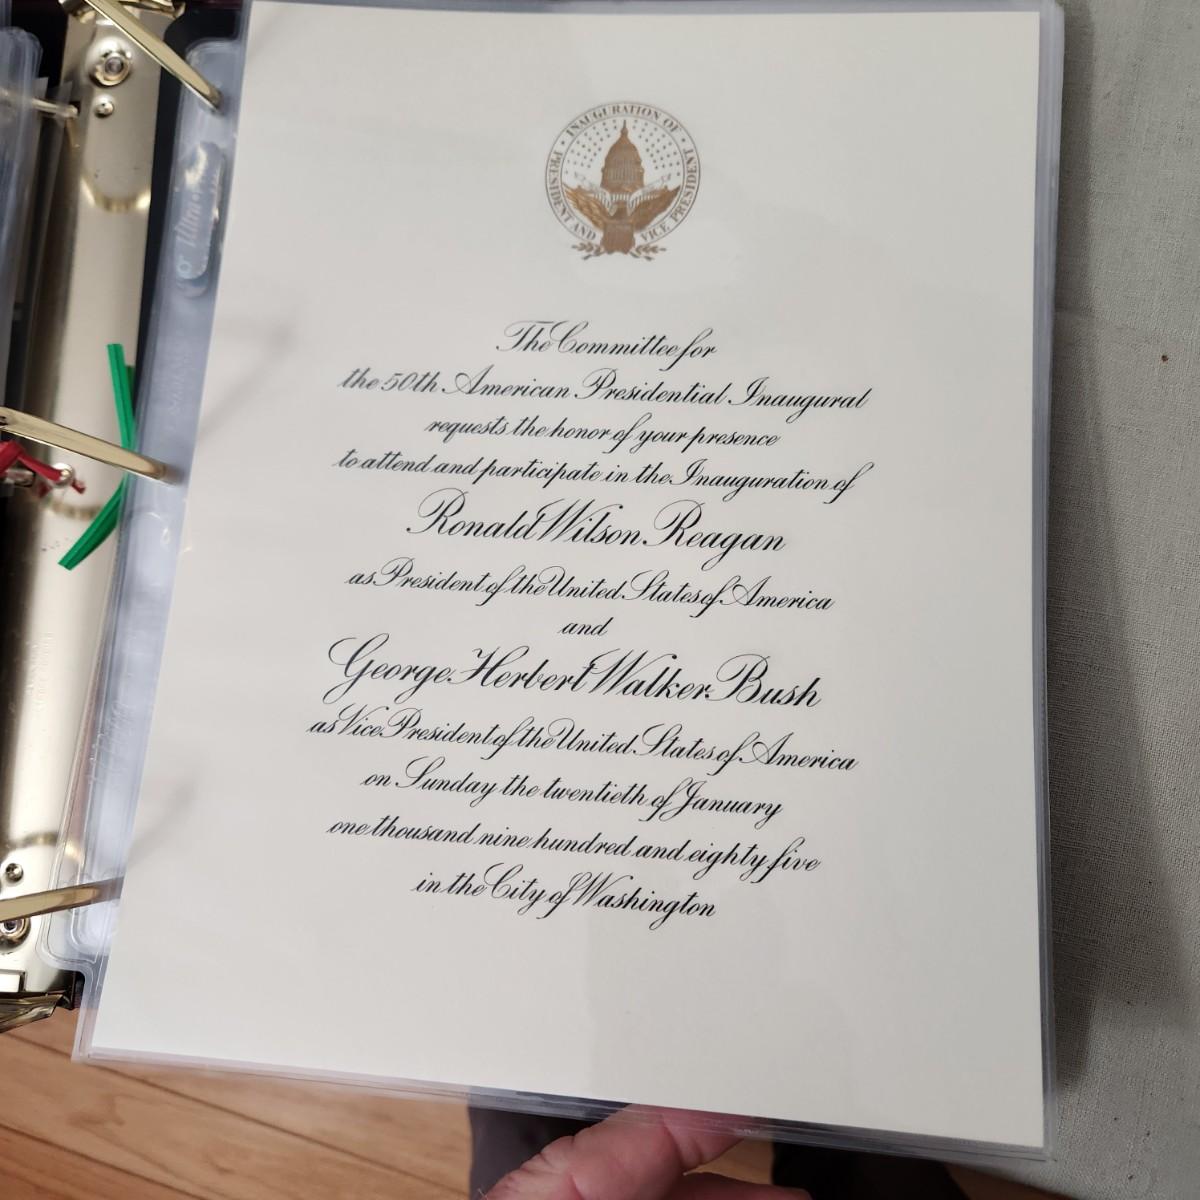 INAUGURATION OF PRESIDENT AND VICE PRESIDENT
The Committee for
the 50th American Presidential Inaugural
requests the honor of your presence
to attend and participate in the Inauguration of
Ronald Wilson Reagan
as President of the United States of America
and
George Herbert Walker Bush
as Vice President of the United States of America
on Sunday the twentieth of January
one thousand nine hundred and eighty five
in the City of Washington